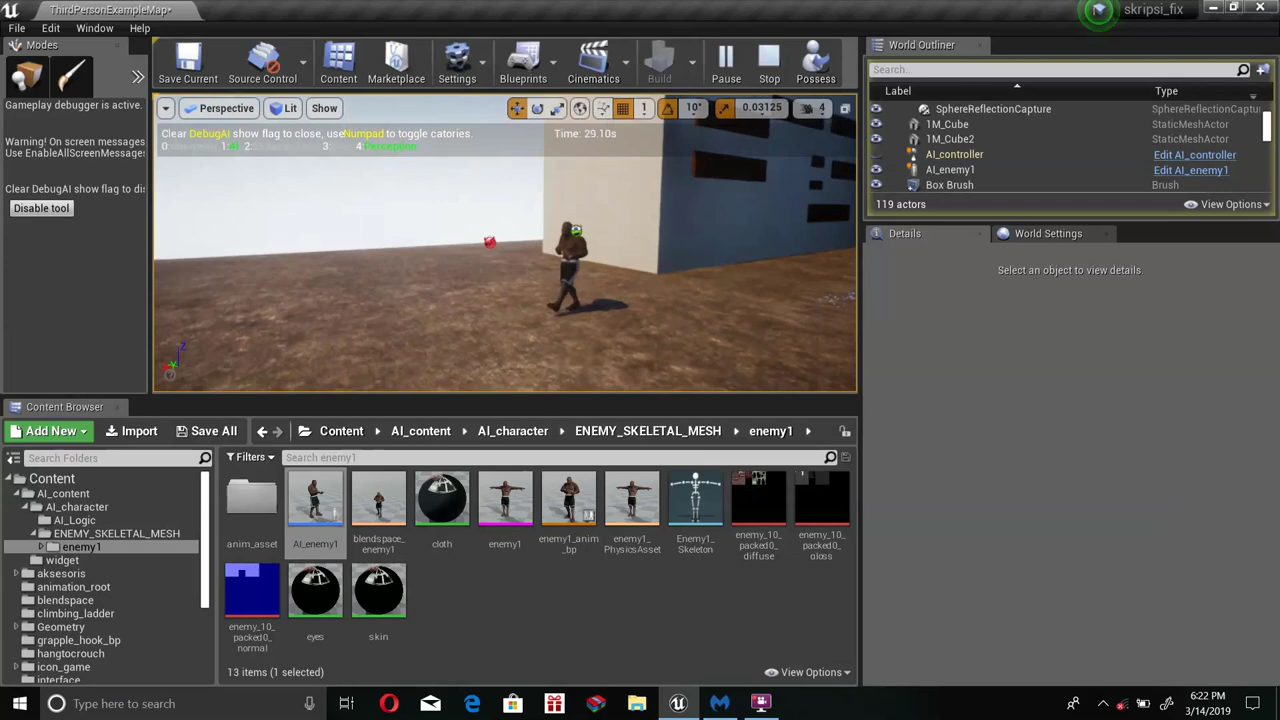 ThirdPersonExampleMap*
skripsi_fix
File Edit Window Help
Modes
Gameplay debugger is active.
Warning! On screen messages
Use EnableAllScreenMessages
Clear DebugAI show flag to dis
Disable tool
Save Current Source Control Content Marketplace Settings Blueprints Cinematics Build Pause Stop Possess
Perspective Lit Show 1 10° 0.03125 4
Clear DebugAI show flag to close, use Numpad to toggle catories. Time: 29.10s
0: 1:AI 2: 3: 4:Perception
Z
World Outliner
Search...
Label Type
SphereReflectionCapture SphereReflectionCaptu
1M_Cube StaticMeshActor
1M_Cube2 StaticMeshActor
AI_controller Edit AI_controller
AI_enemy1 Edit AI_enemy1
Box Brush Brush
119 actors View Options
Details World Settings
Select an object to view details.
Content Browser
Add New Import Save All Content AI_content AI_character ENEMY_SKELETAL_MESH enemy1
Search Folders
Content
AI_content
AI_character
AI_Logic
ENEMY_SKELETAL_MESH
enemy1
widget
aksesoris
animation_root
blendspace
climbing_ladder
Geometry
grapple_hook_bp
hangtocrouch
icon_game
interface
Filters Search enemy1
anim_asset AI_enemy1 blendspace_enemy1 cloth enemy1 enemy1_anim_bp enemy1_PhysicsAsset Enemy1_Skeleton enemy_10_packed0_diffuse enemy_10_packed0_gloss
enemy_10_packed0_normal eyes skin
13 items (1 selected) View Options
Type here to search
6:22 PM
3/14/2019